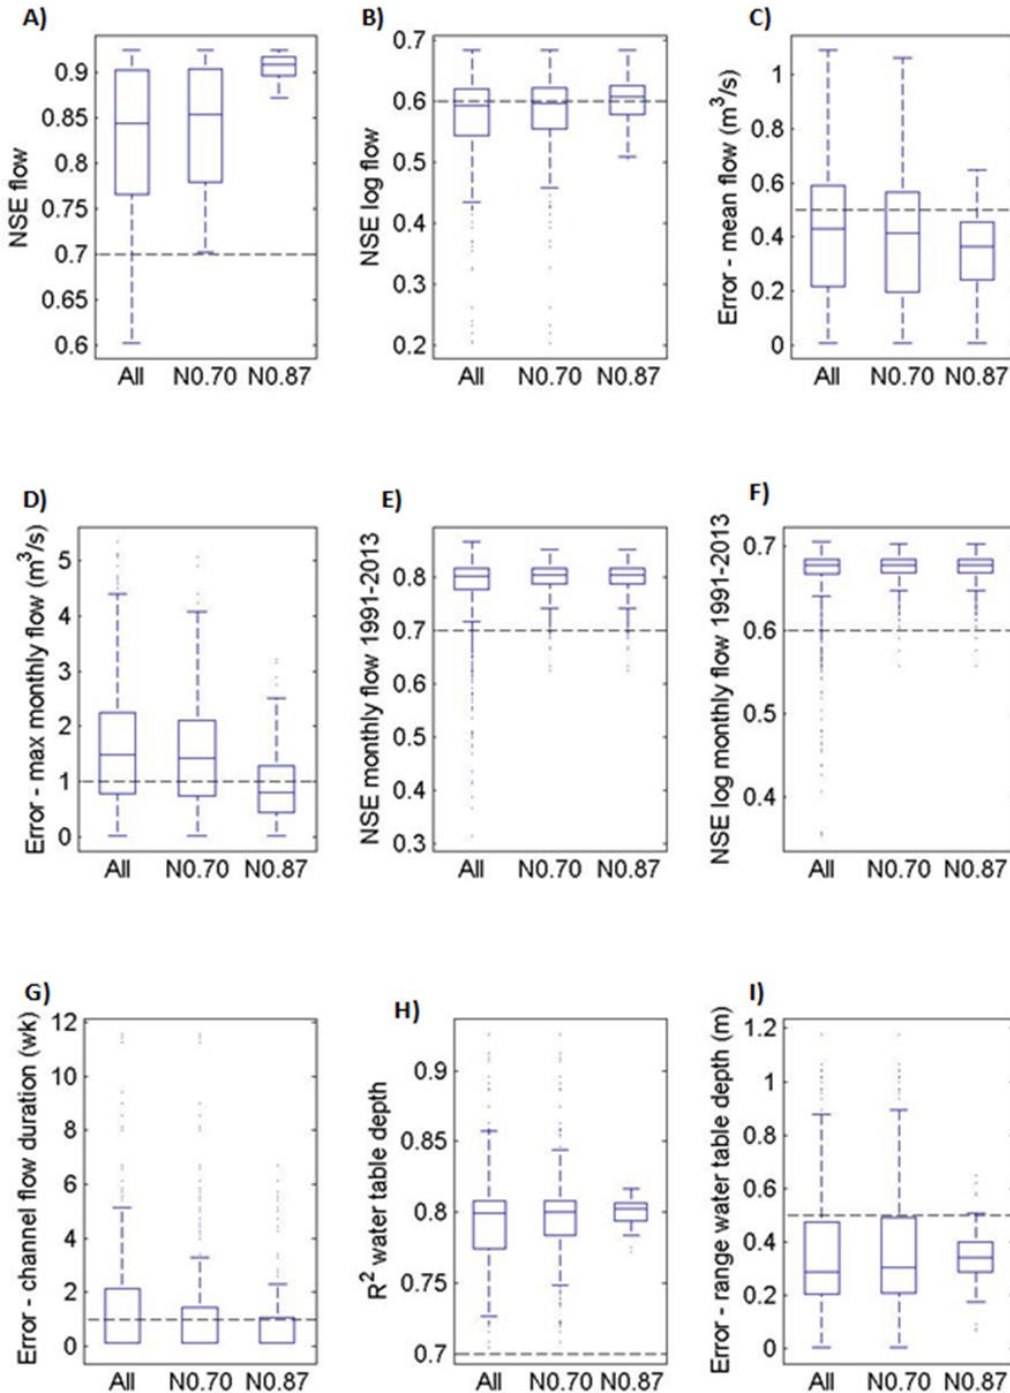 A)
NSE flow
0.9
0.85
0.8
0.75
0.7
0.65
0.6
All N0.70 N0.87
B)
NSE log flow
0.7
0.6
0.5
0.4
0.3
0.2
All N0.70 N0.87
C)
Error - mean flow (m³/s)
1
0.8
0.6
0.4
0.2
0
All N0.70 N0.87
D)
Error - max monthly flow (m³/s)
5
4
3
2
1
0
All N0.70 N0.87
E)
NSE monthly flow 1991-2013
0.8
0.7
0.6
0.5
0.4
0.3
All N0.70 N0.87
F)
NSE log monthly flow 1991-2013
0.7
0.6
0.5
0.4
All N0.70 N0.87
G)
Error - channel flow duration (wk)
12
10
8
6
4
2
0
All N0.70 N0.87
H)
R² water table depth
0.9
0.85
0.8
0.75
0.7
All N0.70 N0.87
I)
Error - range water table depth (m)
1.2
1
0.8
0.6
0.4
0.2
0
All N0.70 N0.87